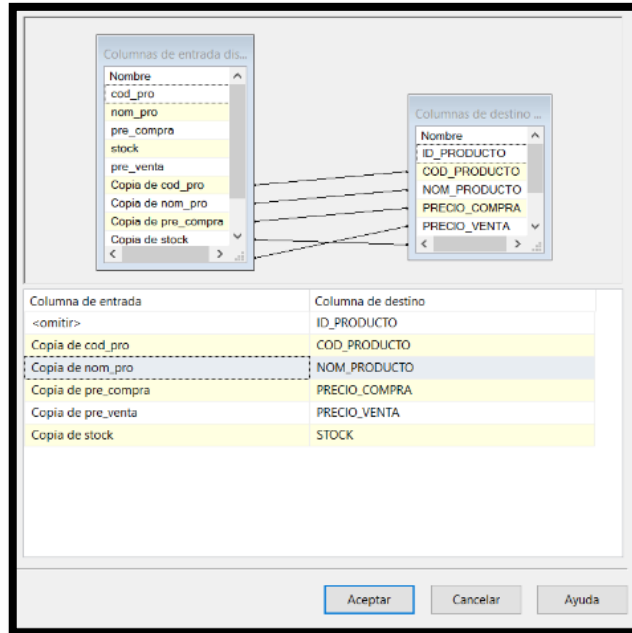 Columnas de entrada dis...
Nombre
cod_pro
nom_pro
pre_compra
stock
pre_venta
Copia de cod_pro
Copia de nom_pro
Copia de pre_compra
Copia de stock
Columnas de destino ...
Nombre
ID_PRODUCTO
COD_PRODUCTO
NOM_PRODUCTO
PRECIO_COMPRA
PRECIO_VENTA
Columna de entrada Columna de destino
<omitir> ID_PRODUCTO
Copia de cod_pro COD_PRODUCTO
Copia de nom_pro NOM_PRODUCTO
Copia de pre_compra PRECIO_COMPRA
Copia de pre_venta PRECIO_VENTA
Copia de stock STOCK
Aceptar Cancelar Ayuda